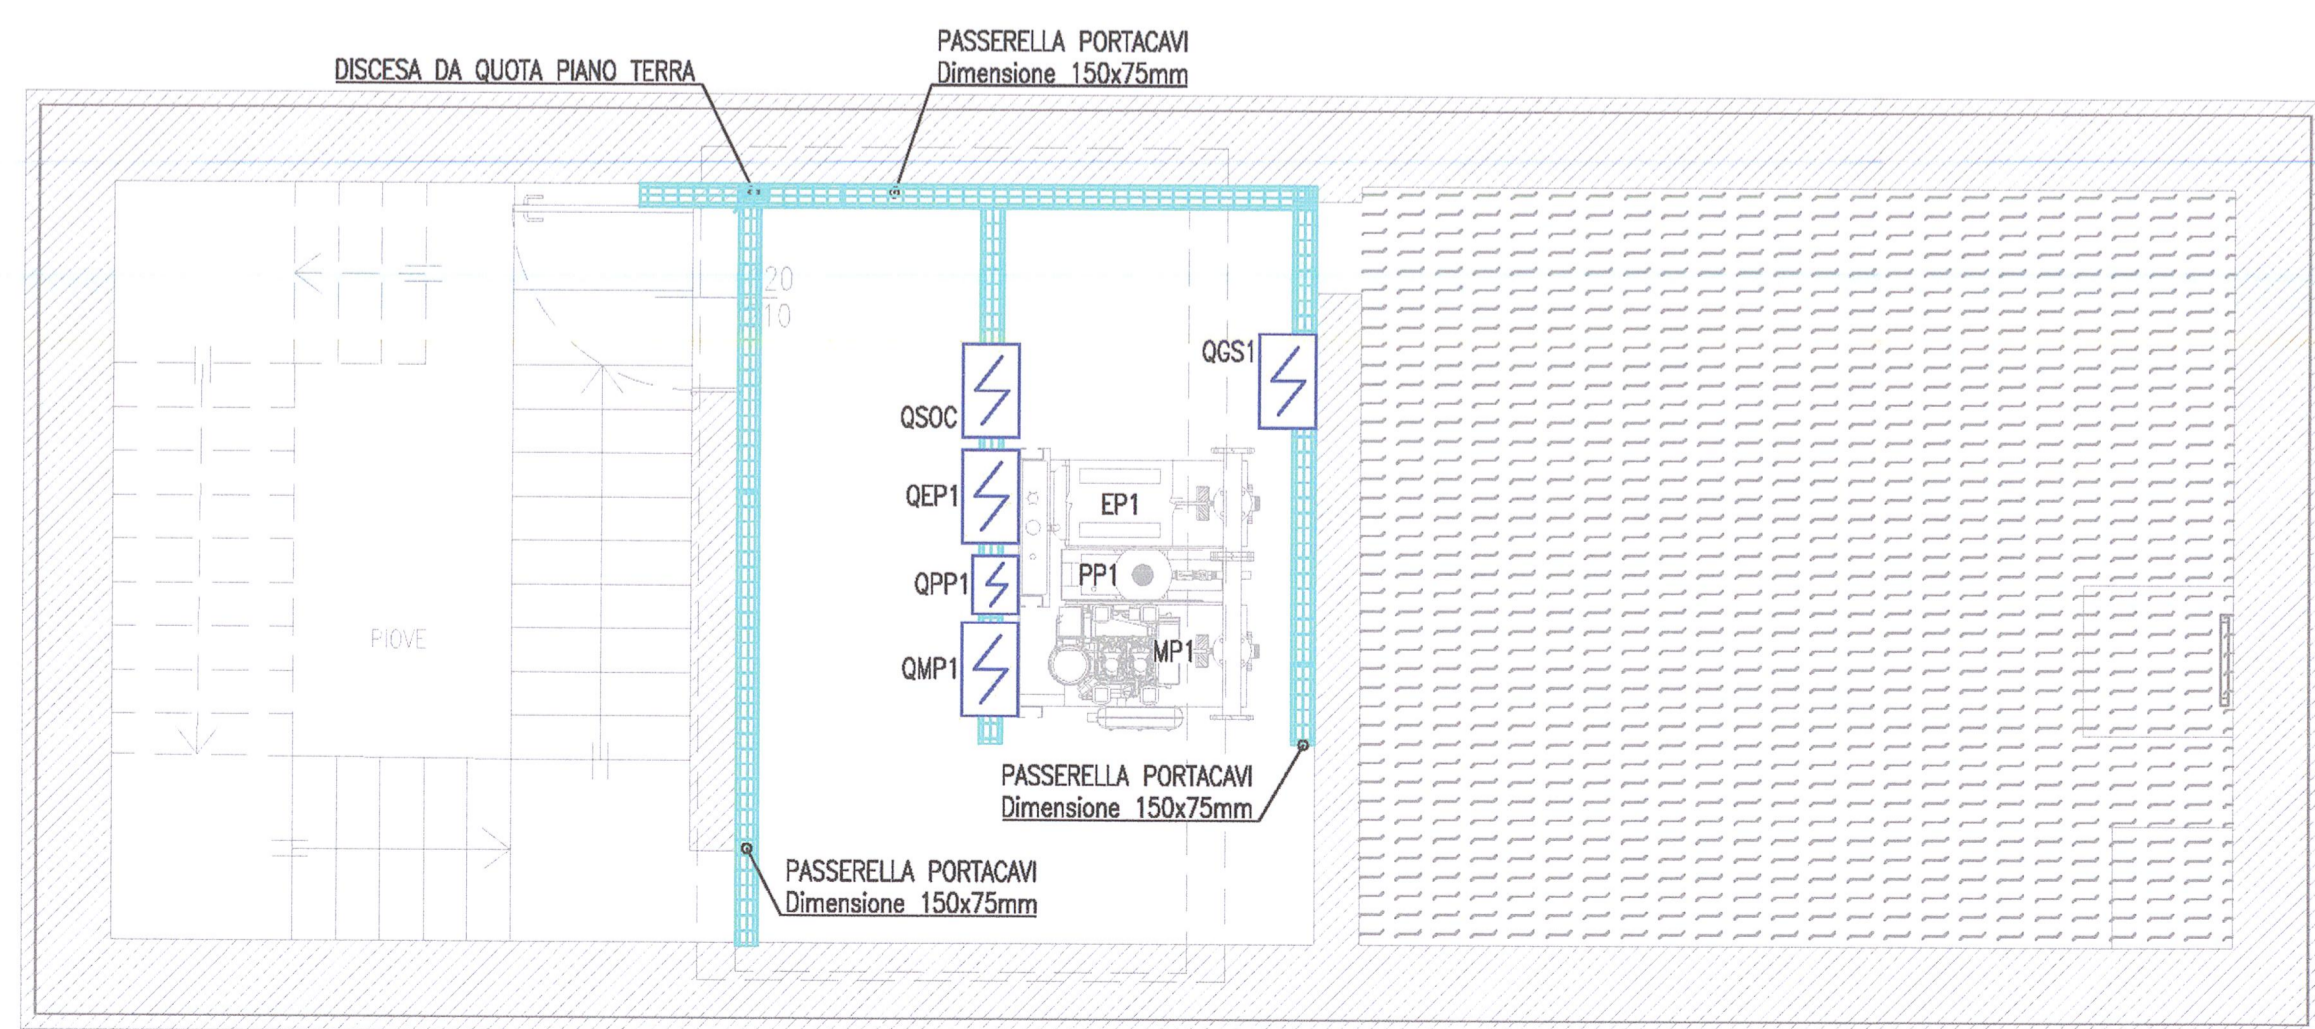 PASSERELLA PORTACAVI
Dimensione 150x75mm
DISCESA DA QUOTA PIANO TERRA
20
10
QGS1
QSOC
QEP1
EP1
QPP1
PP1
PIOVE
QMP1
MP1
PASSERELLA PORTACAVI
Dimensione 150x75mm
PASSERELLA PORTACAVI
Dimensione 150x75mm